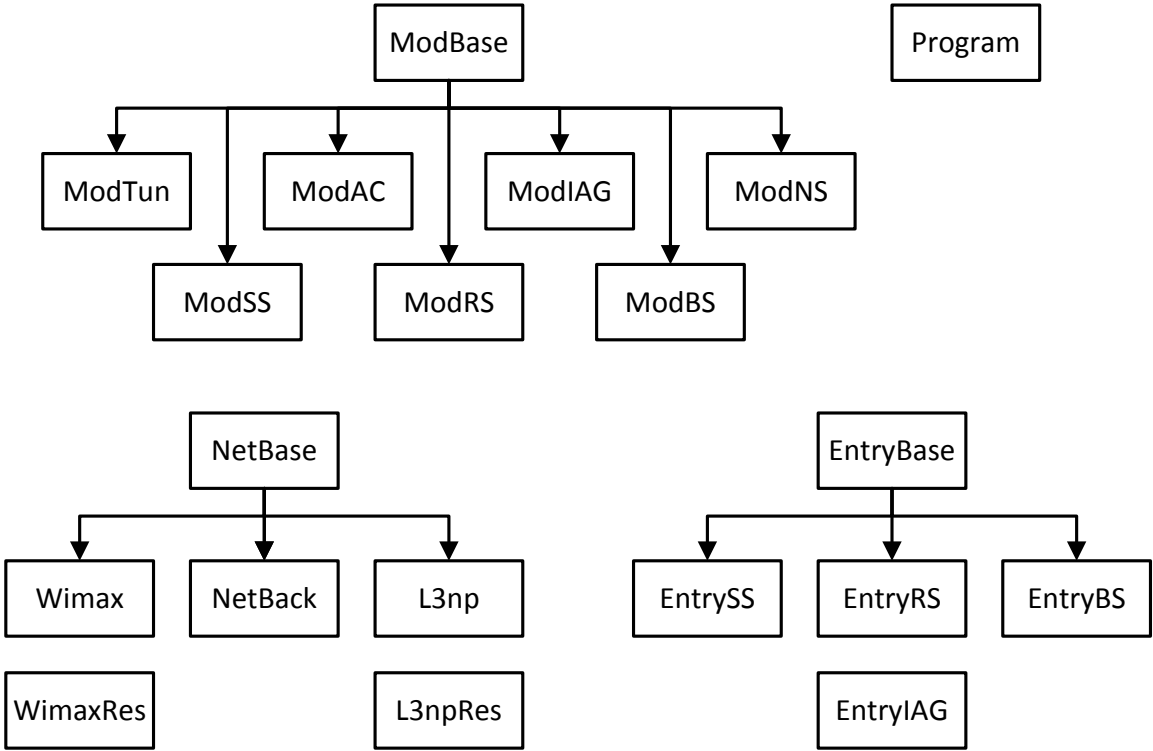 ModBase
Program
ModTun
ModAC
ModIAG
ModNS
ModSS
ModRS
ModBS
NetBase
EntryBase
Wimax
NetBack
L3np
EntrySS
EntryRS
EntryBS
WimaxRes
L3npRes
EntryIAG